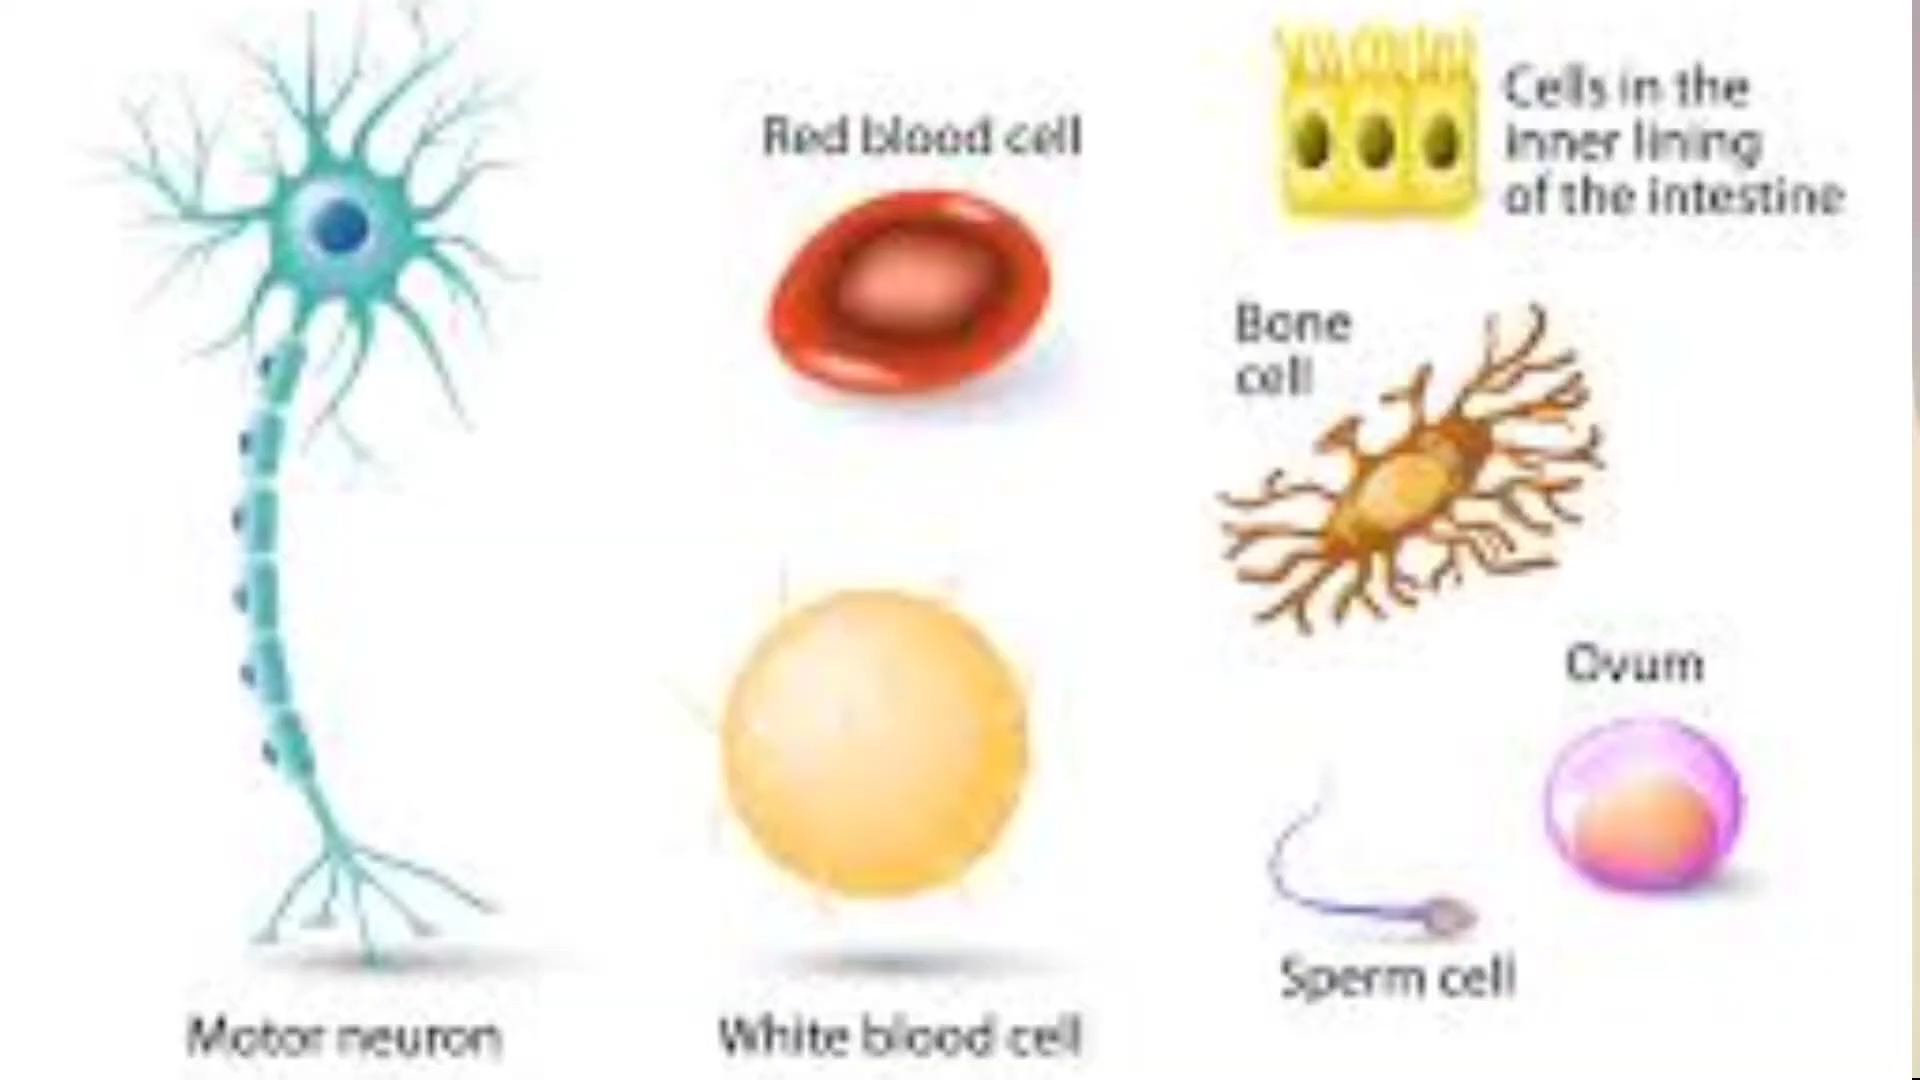 Red blood cell
Cells in the
inner lining
of the intestine
Bone
cell
Ovum
Sperm cell
Motor neuron
White blood cell